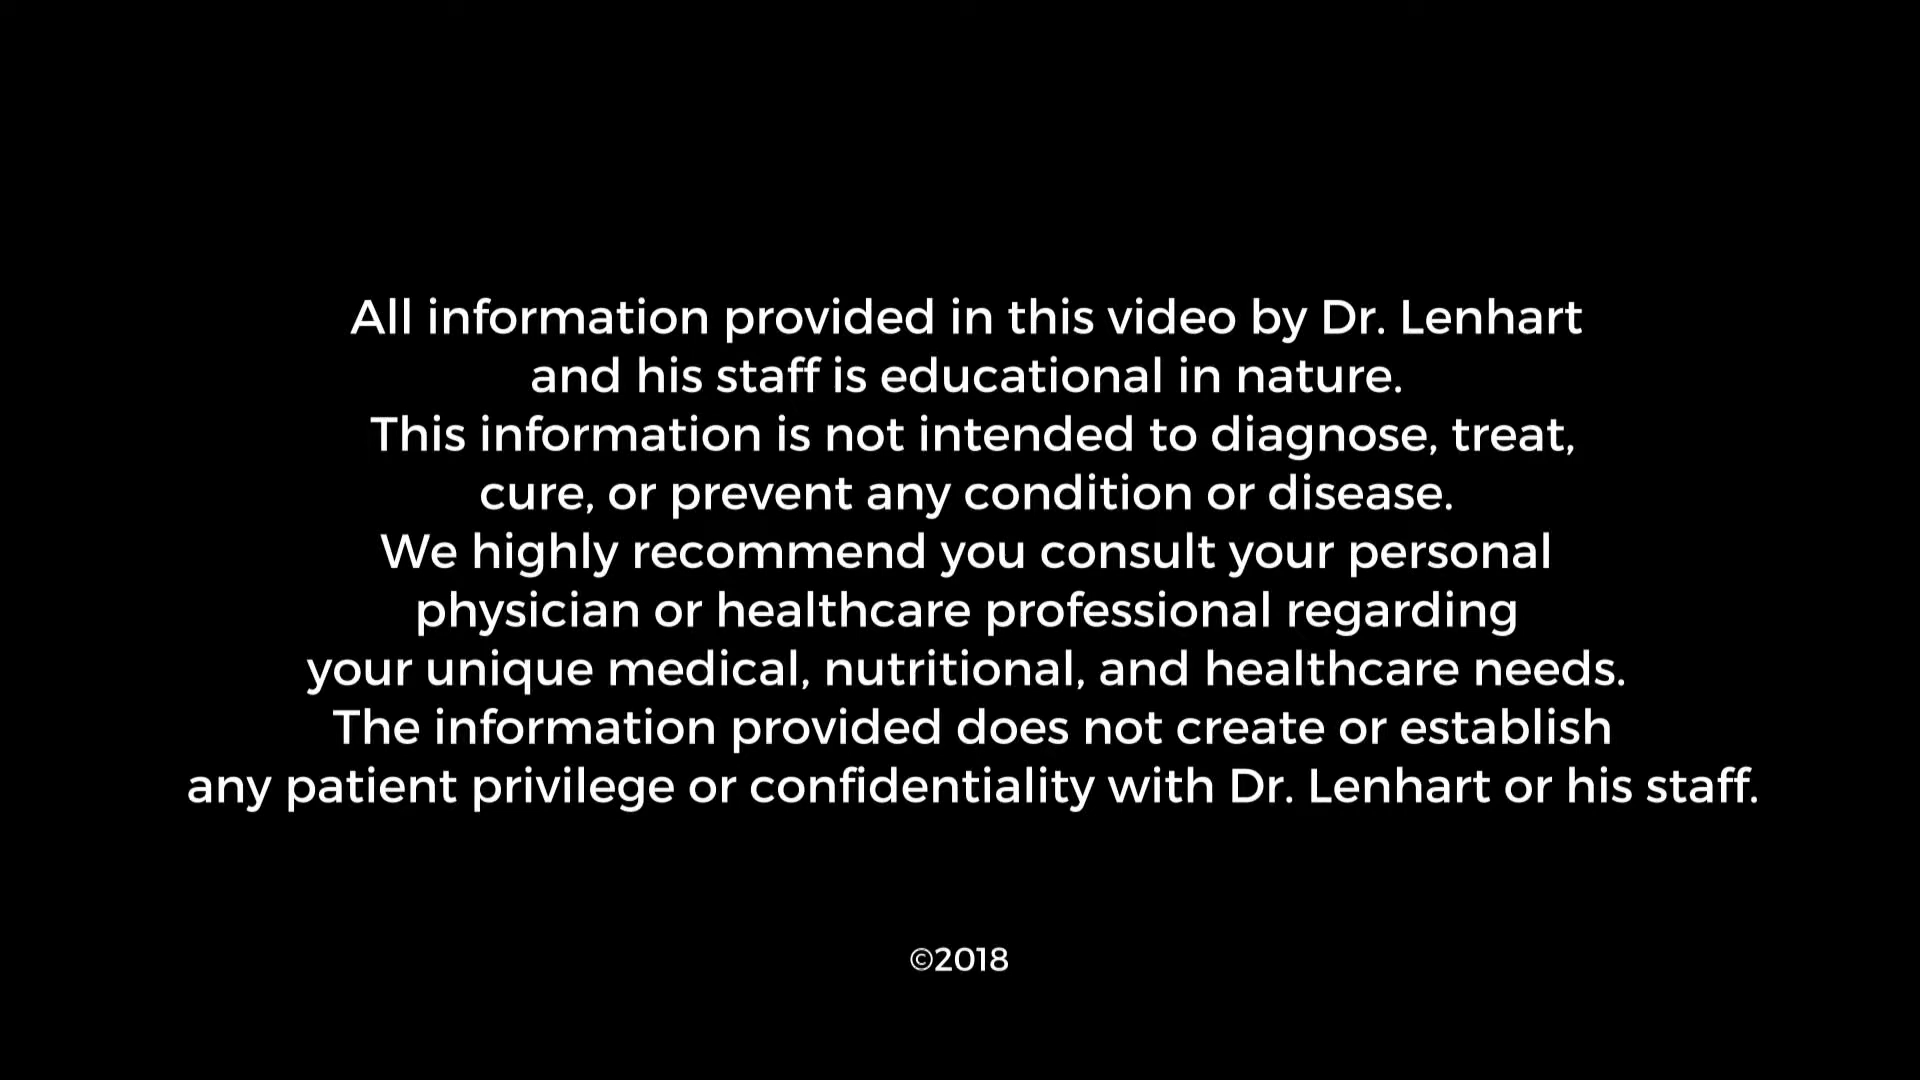 All information provided in this video by Dr. Lenhart
and his staff is educational in nature.
This information is not intended to diagnose, treat,
cure, or prevent any condition or disease.
We highly recommend you consult your personal
physician or healthcare professional regarding
your unique medical, nutritional, and healthcare needs.
The information provided does not create or establish
any patient privilege or confidentiality with Dr. Lenhart or his staff.
©2018